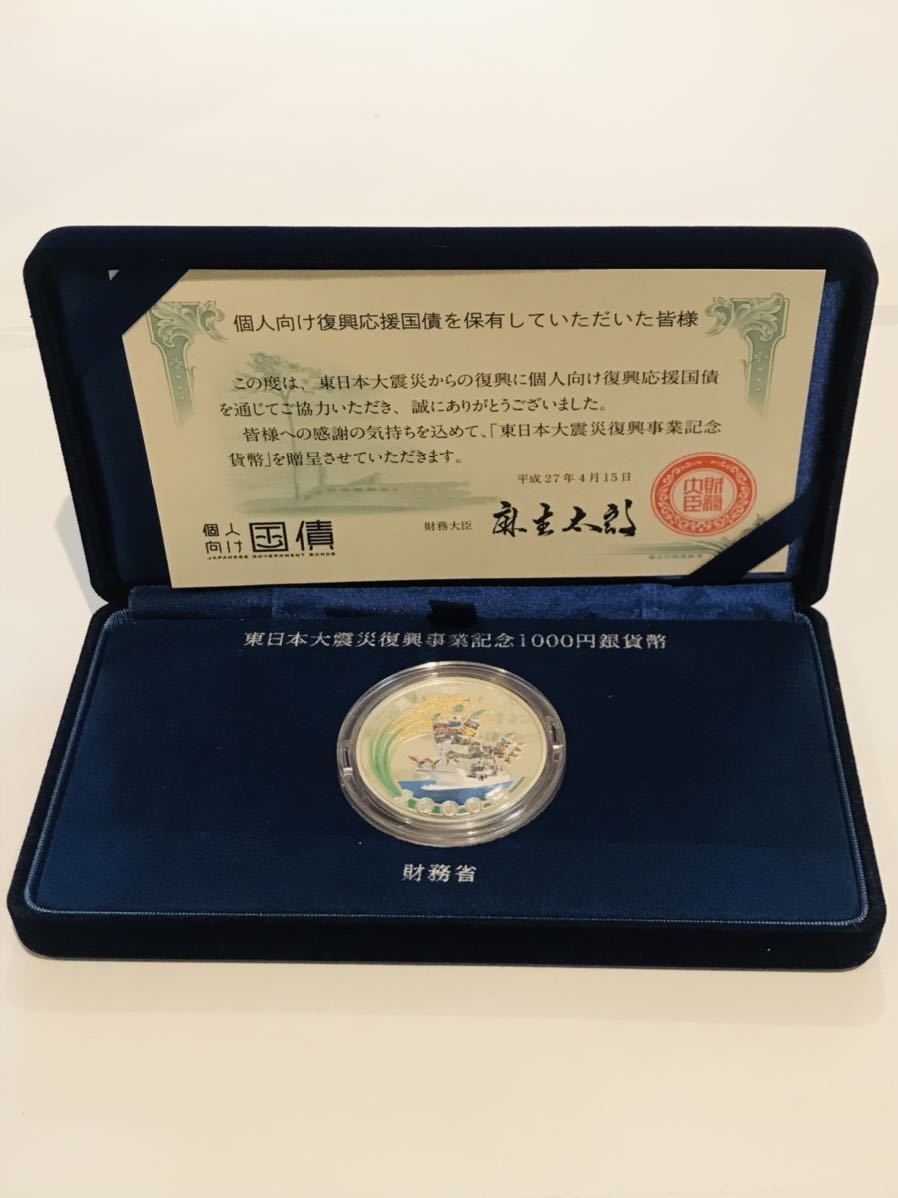 個人向け復興応援国債を保有していただいた皆様
この度は、東日本大震災からの復興に個人向け復興応援国債
を通じてご協力いただき、誠にありがとうございました。
皆様への感謝の気持ちを込めて、「東日本大震災復興事業記念
貨幣」を贈呈させていただきます。
平成27年4月15日
財務大臣 麻生太郎
財務大臣
個人向け国債
JAPANESE GOVERNMENT BONDS
東日本大震災復興事業記念1000円銀貨幣
財務省